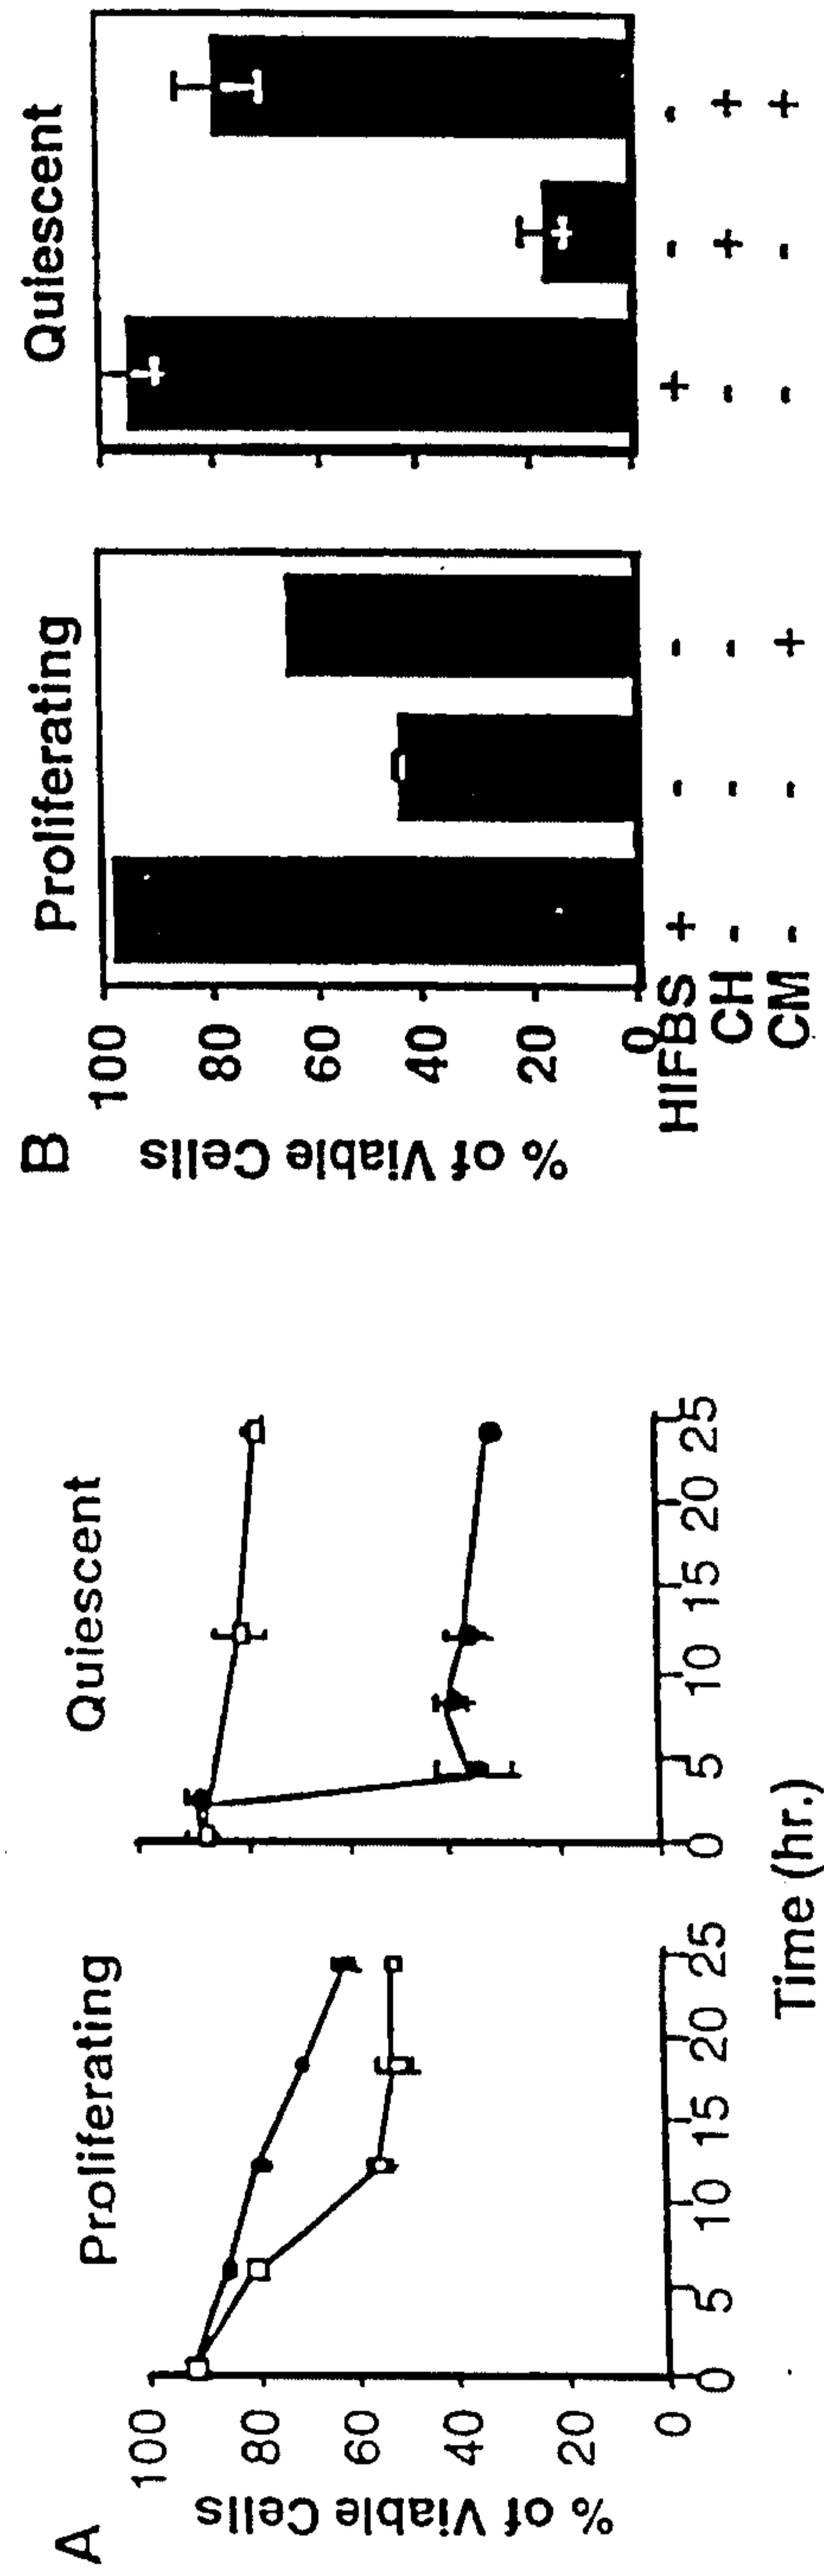 A
Proliferating
Quiescent
% of Viable Cells
100
80
60
40
20
0
0 5 10 15 20 25
0 5 10 15 20 25
Time (hr.)
B
Proliferating
Quiescent
% of Viable Cells
100
80
60
40
20
0
HIFBS + - - + - -
CH - - - - + +
CM - - + - - +